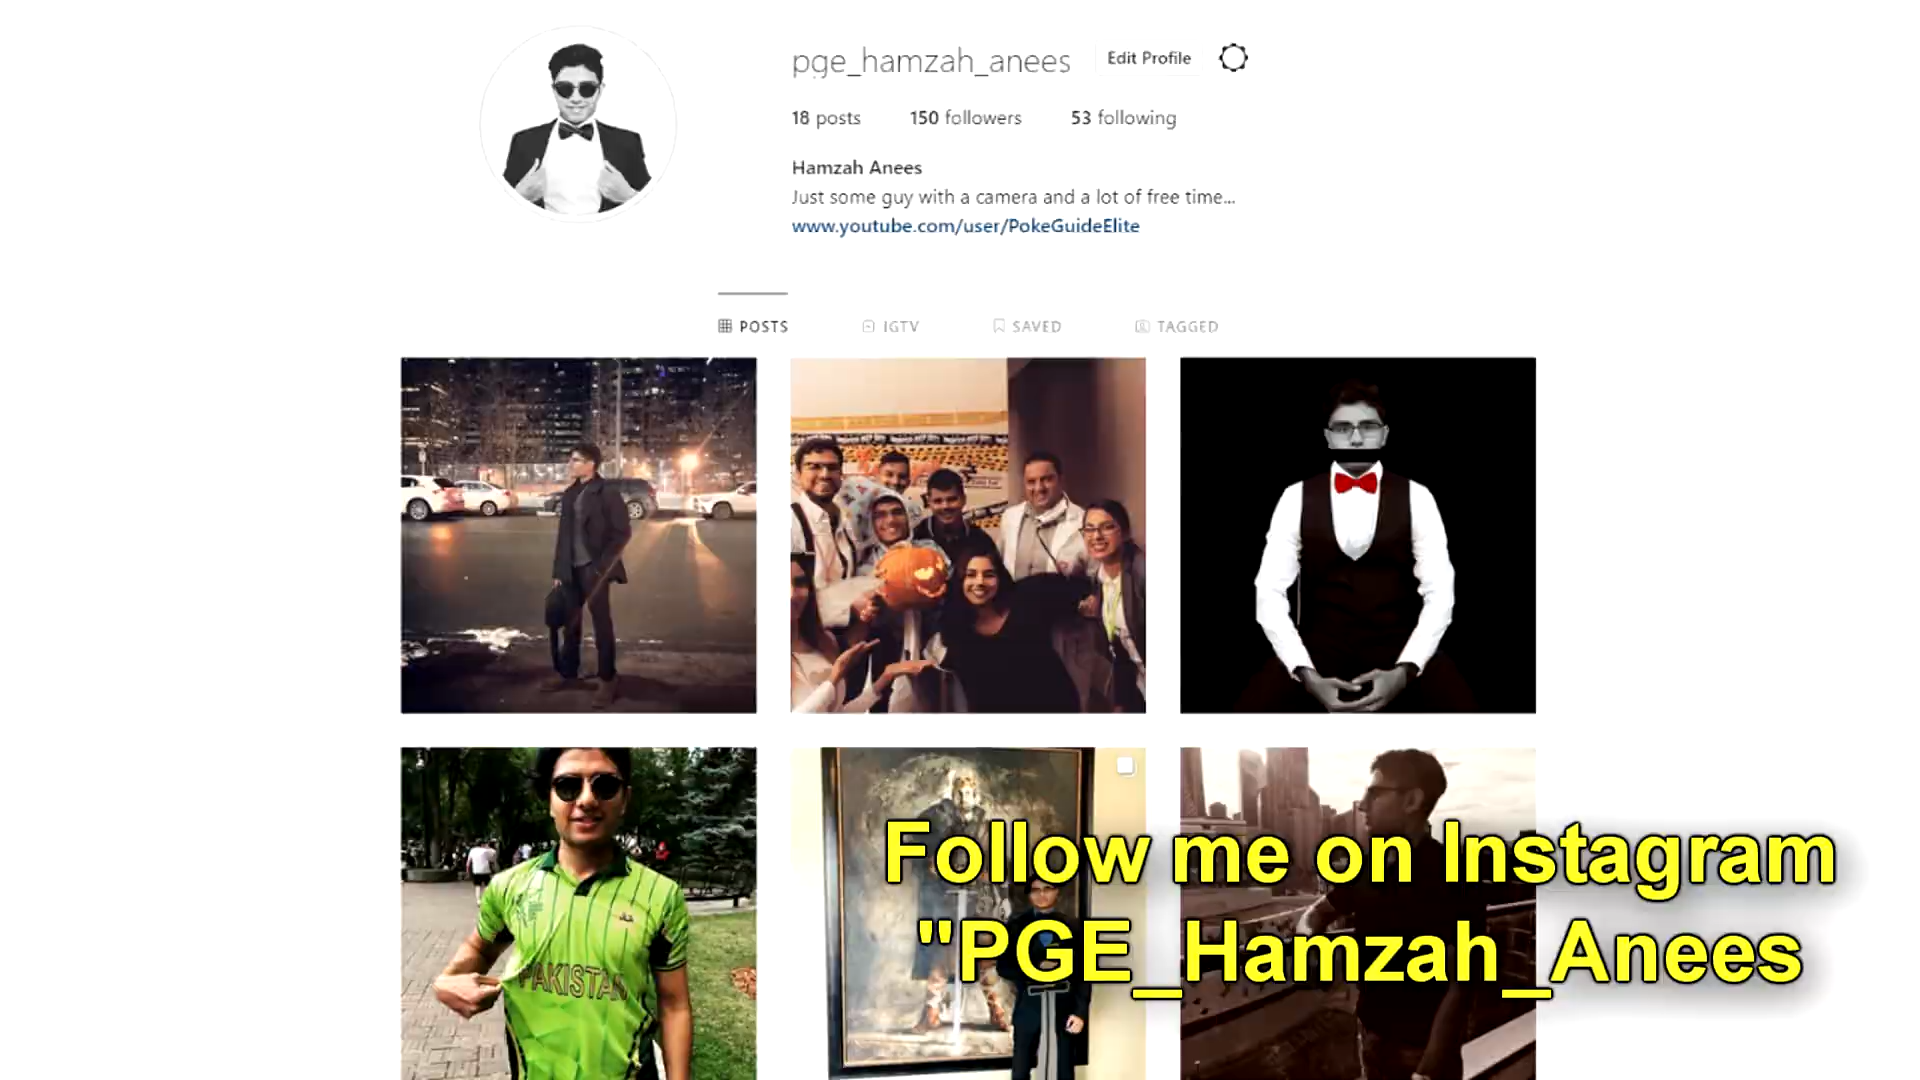 pge_hamzah_anees Edit Profile
18 posts 150 followers 53 following
Hamzah Anees
Just some guy with a camera and a lot of free time...
www.youtube.com/user/PokeGuideElite
POSTS IGTV SAVED TAGGED
PAKISTAN
Follow me on Instagram
"PGE_Hamzah_Anees